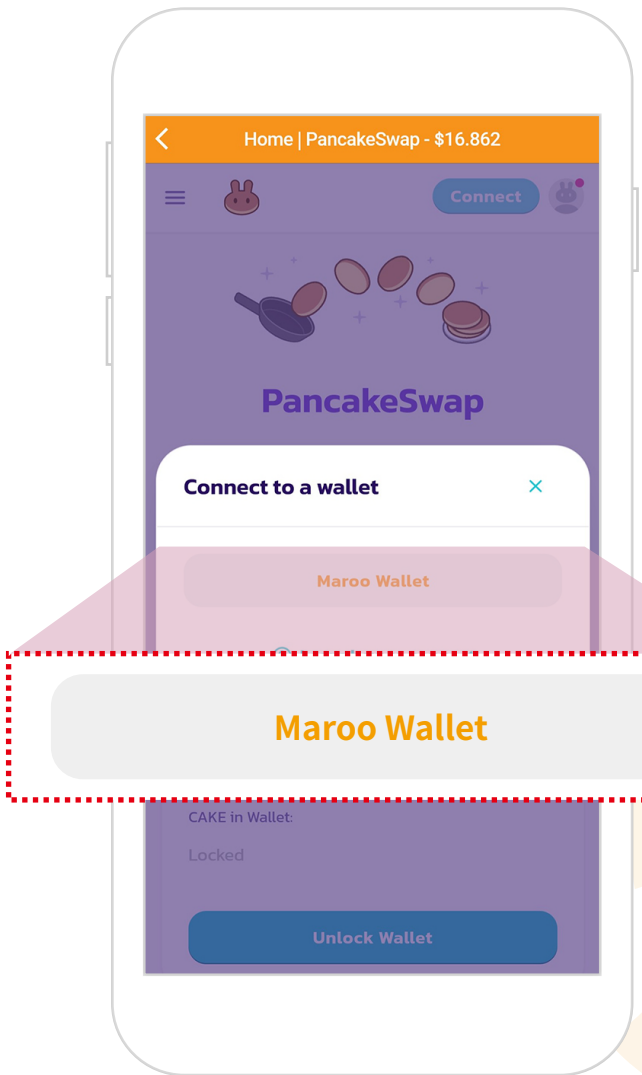 Home | PancakeSwap - $16.862
Connect
PancakeSwap
Connect to a wallet
Maroo Wallet
Maroo Wallet
CAKE in Wallet:
Locked
Unlock Wallet